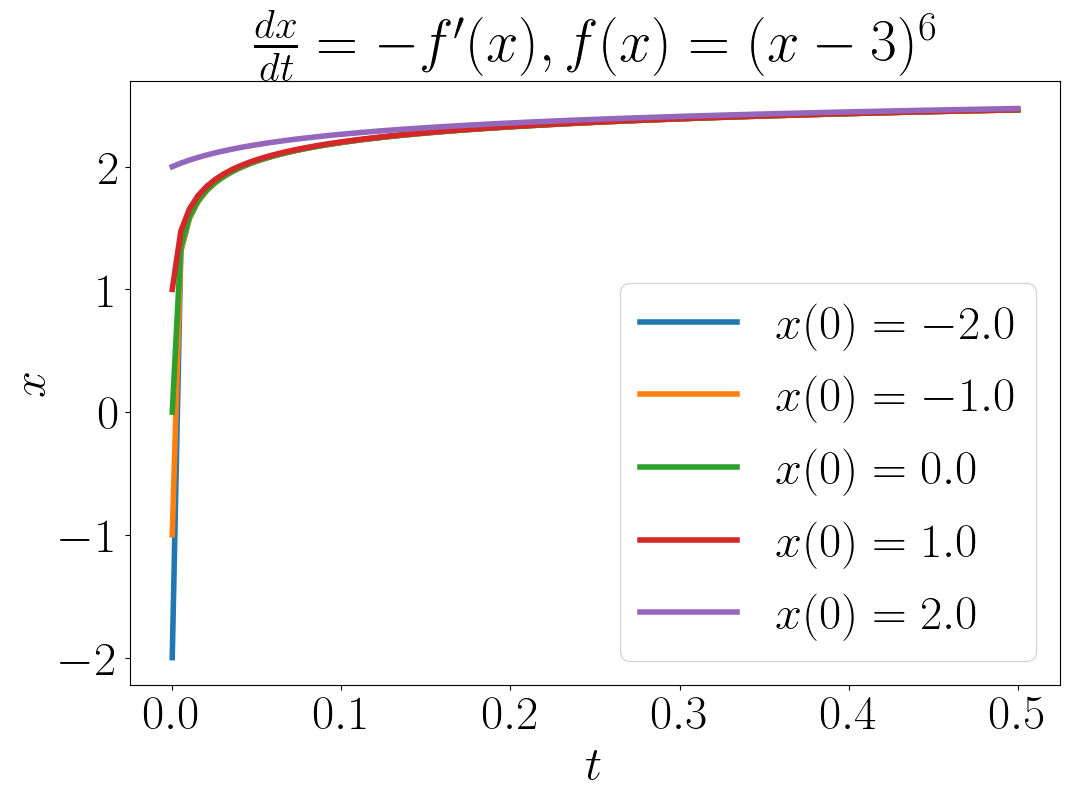 $\frac{dx}{dt} = -f'(x), f(x) = (x-3)^6$
x
2
1
0
−1
−2
x(0) = −2.0
x(0) = −1.0
x(0) = 0.0
x(0) = 1.0
x(0) = 2.0
0.0 0.1 0.2 0.3 0.4 0.5
t